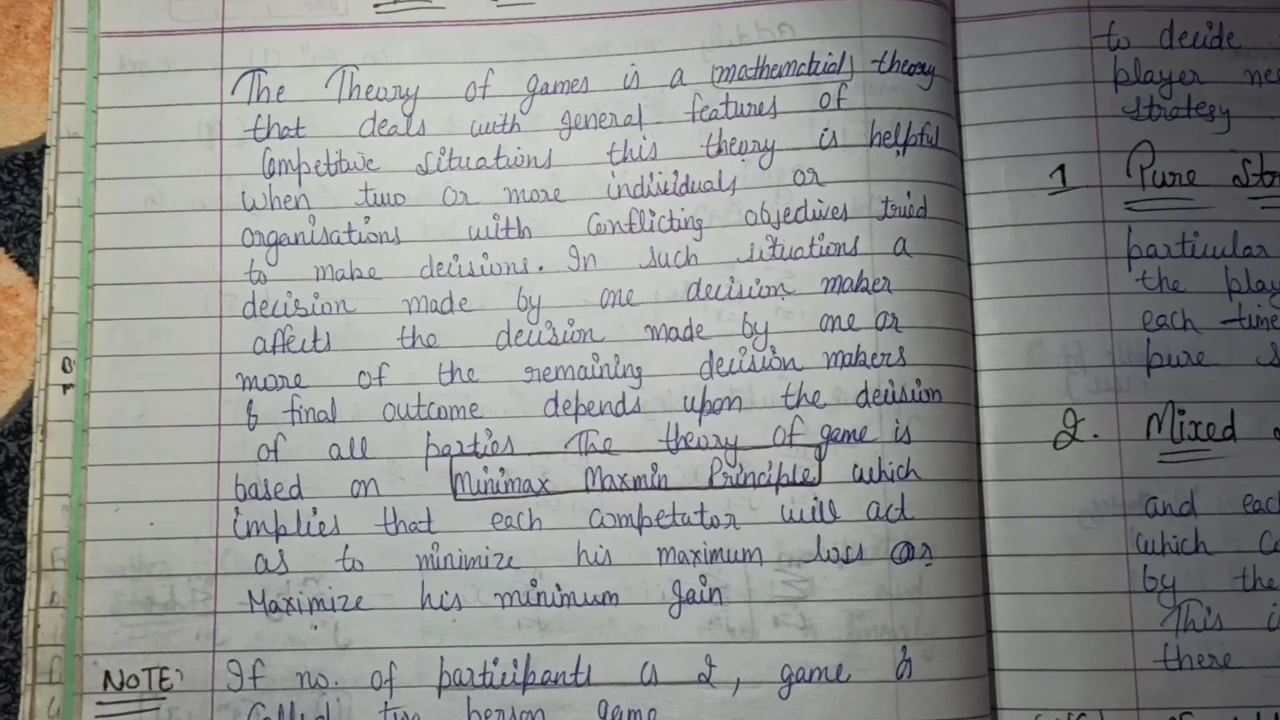 The Theory of games is a mathematical theory
that deals with general features of
Competitive situations this theory is helpful
when two or more individuals or
organisations with Conflicting objectives tried
to make decisions. In such situations a
decision made by one decision maker
affects the decision made by one or
more of the remaining decision makers
& final outcome depends upon the decision
of all parties The theory of game is
based on Minimax Maxmin Principle which
implies that each competator will act
as to minimize his maximum loss or
Maximize his minimum gain
NOTE: If no. of participants is 2, game is
Called two person game
to decide
player
strategy
1 Pure
particular
the
each time
pure
2. Mixed
and
which
by the
This
there